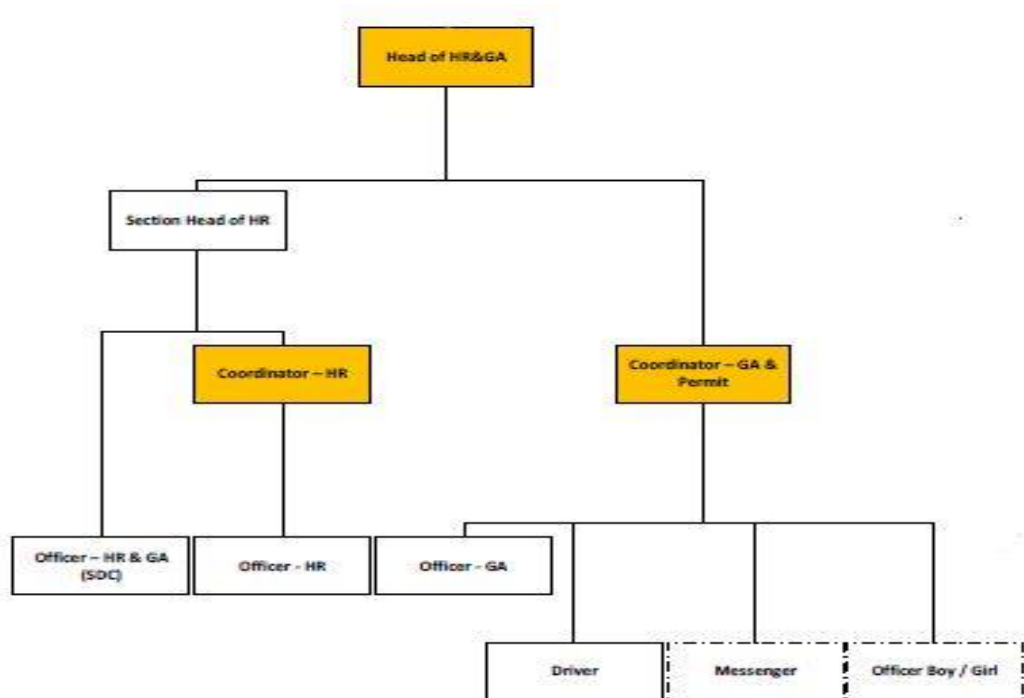 Head of HR&GA
Section Head of HR
Coordinator – HR
Coordinator – GA &
Permit
Officer – HR & GA
(SDC)
Officer - HR
Officer - GA
Driver
Messenger
Officer Boy / Girl